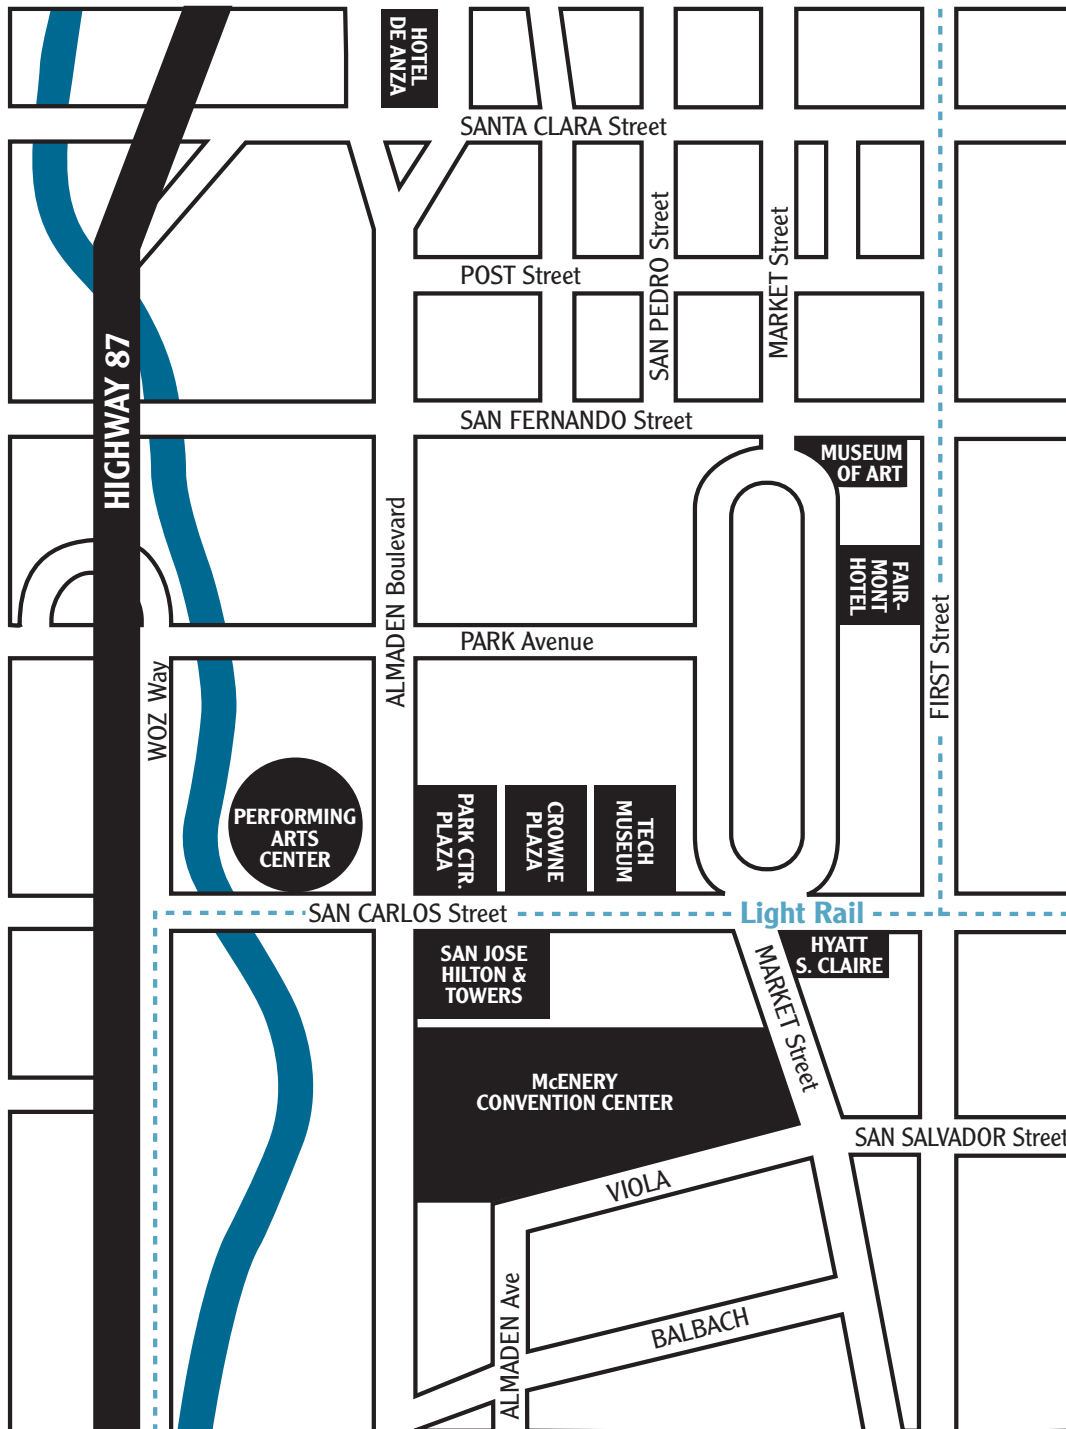 HOTEL
DE ANZA
SANTA CLARA Street
SAN PEDRO Street
MARKET Street
POST Street
HIGHWAY 87
SAN FERNANDO Street
MUSEUM
OF ART
ALMADEN Boulevard
FAIR-
MONT
HOTEL
FIRST Street
PARK Avenue
WOZ Way
PERFORMING
ARTS
CENTER
PARK CTR.
PLAZA
CROWNE
PLAZA
TECH
MUSEUM
SAN CARLOS Street
Light Rail
SAN JOSE
HILTON &
TOWERS
HYATT
S. CLAIRE
MARKET Street
McENERY
CONVENTION CENTER
SAN SALVADOR Street
VIOLA
ALMADEN Ave
BALBACH